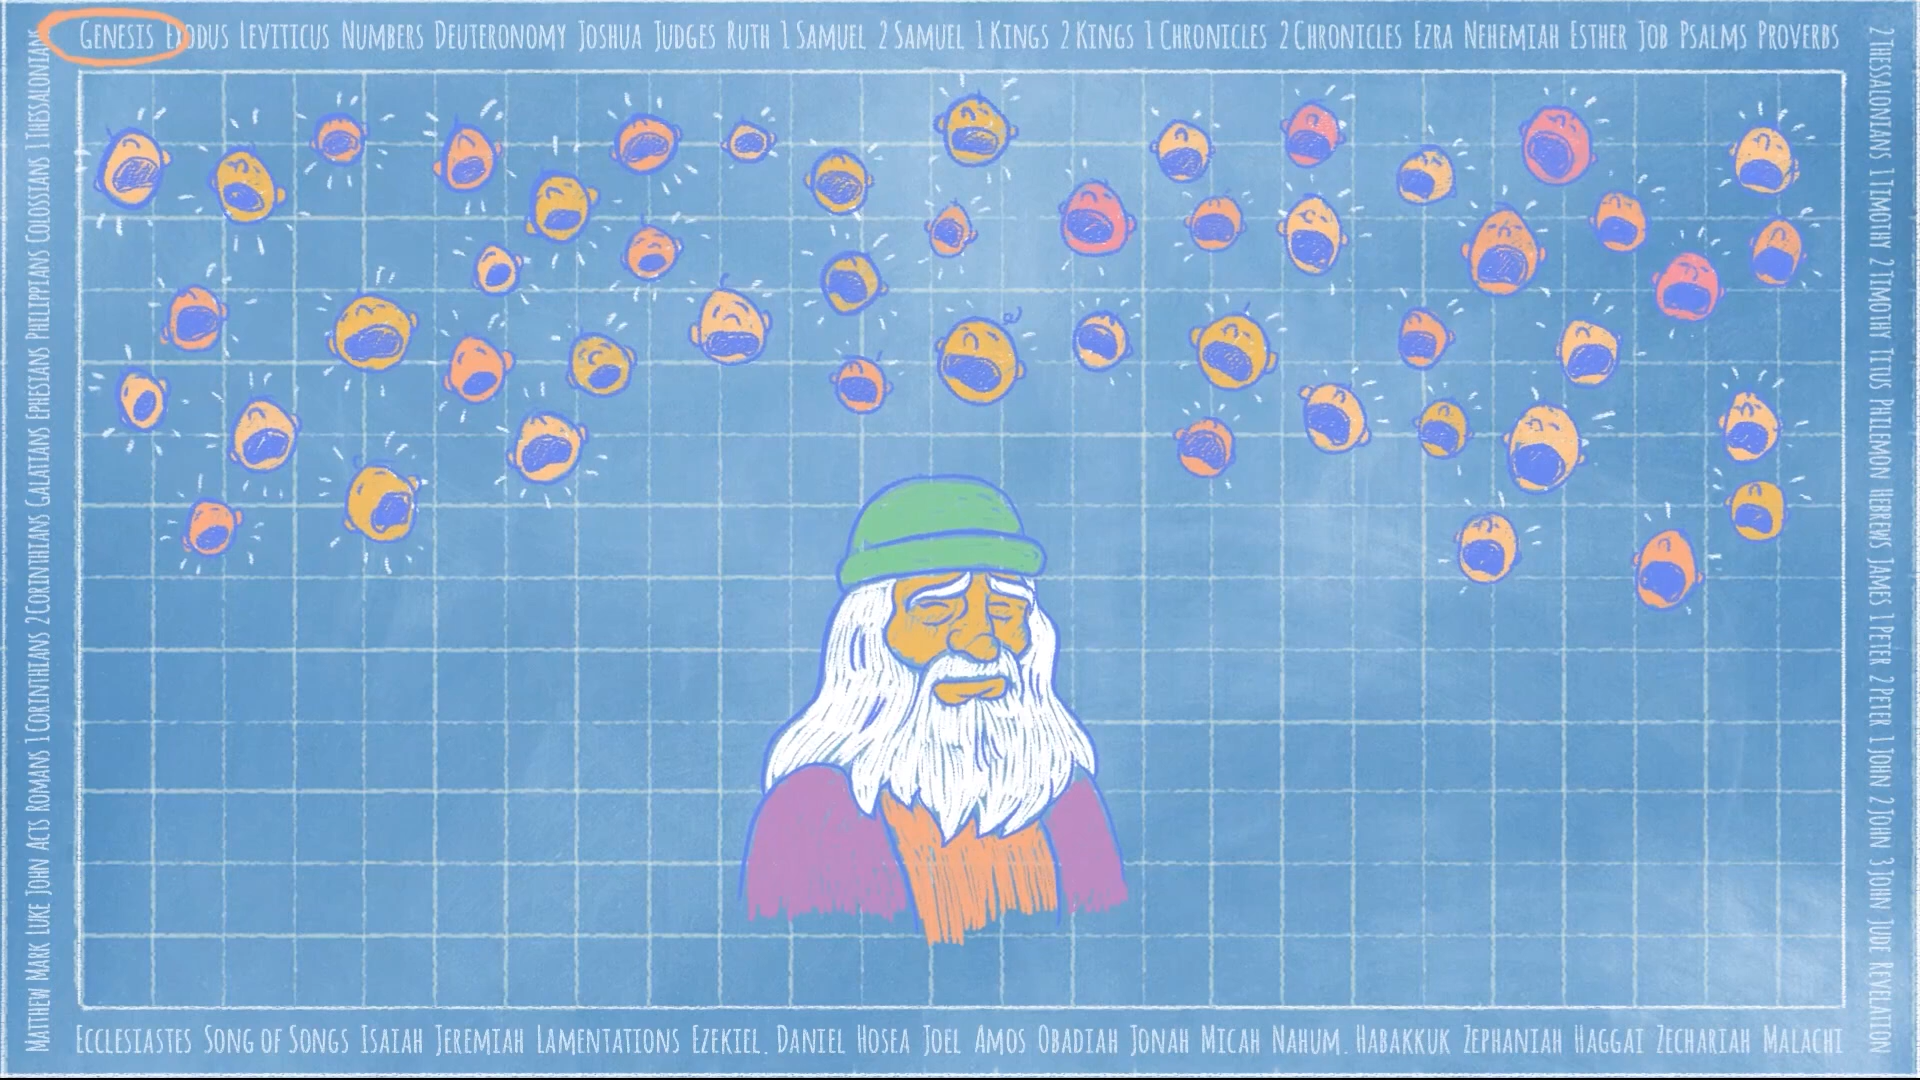 Genesis Exodus Leviticus Numbers Deuteronomy Joshua Judges Ruth 1 Samuel 2 Samuel 1 Kings 2 Kings 1 Chronicles 2 Chronicles Ezra Nehemiah Esther Job Psalms Proverbs
Ecclesiastes Song of Songs Isaiah Jeremiah Lamentations Ezekiel. Daniel Hosea Joel Amos Obadiah Jonah Micah Nahum. Habakkuk Zephaniah Haggai Zechariah Malachi
Matthew Mark Luke John Acts Romans 1 Corinthians 2 Corinthians Galatians Ephesians Philippians Colossians 1 Thessalonians
2 Thessalonians 1 Timothy 2 Timothy Titus Philemon Hebrews James 1 Peter 2 Peter 1 John 2 John 3 John Jude Revelation